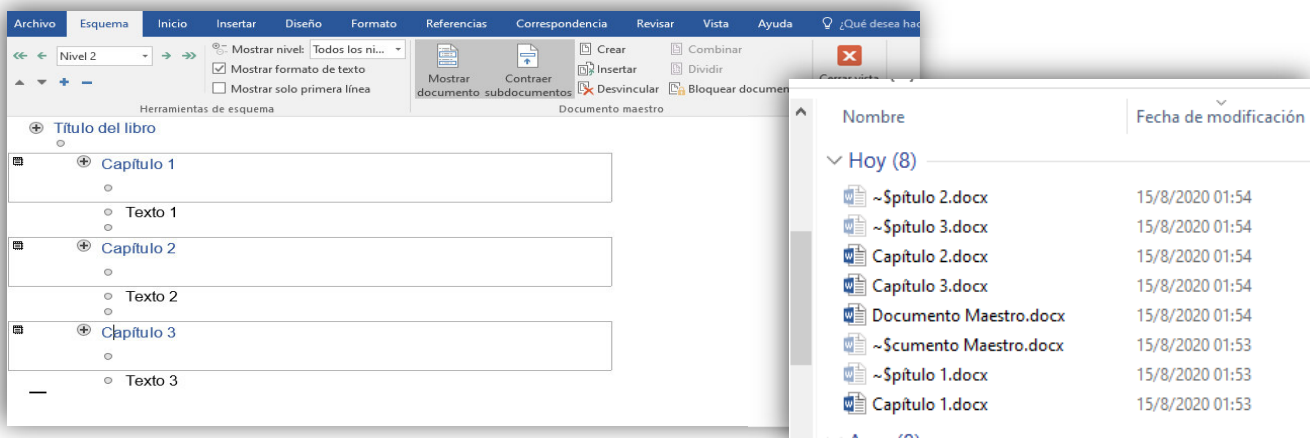 Archivo Esquema Inicio Insertar Diseño Formato Referencias Correspondencia Revisar Vista Ayuda ¿Qué desea hac
Nivel 2 Mostrar nivel: Todos los ni...
Mostrar formato de texto
Mostrar solo primera línea
Herramientas de esquema
Mostrar documento
Contraer subdocumentos
Crear Combinar
Insertar Dividir
Desvincular Bloquear documen
Documento maestro
Cerrar vista
Título del libro
Capítulo 1
Texto 1
Capítulo 2
Texto 2
Capítulo 3
Texto 3
Nombre Fecha de modificación
Hoy (8)
~$pítulo 2.docx 15/8/2020 01:54
~$pítulo 3.docx 15/8/2020 01:54
Capítulo 2.docx 15/8/2020 01:54
Capítulo 3.docx 15/8/2020 01:54
Documento Maestro.docx 15/8/2020 01:54
~$cumento Maestro.docx 15/8/2020 01:53
~$pítulo 1.docx 15/8/2020 01:53
Capítulo 1.docx 15/8/2020 01:53